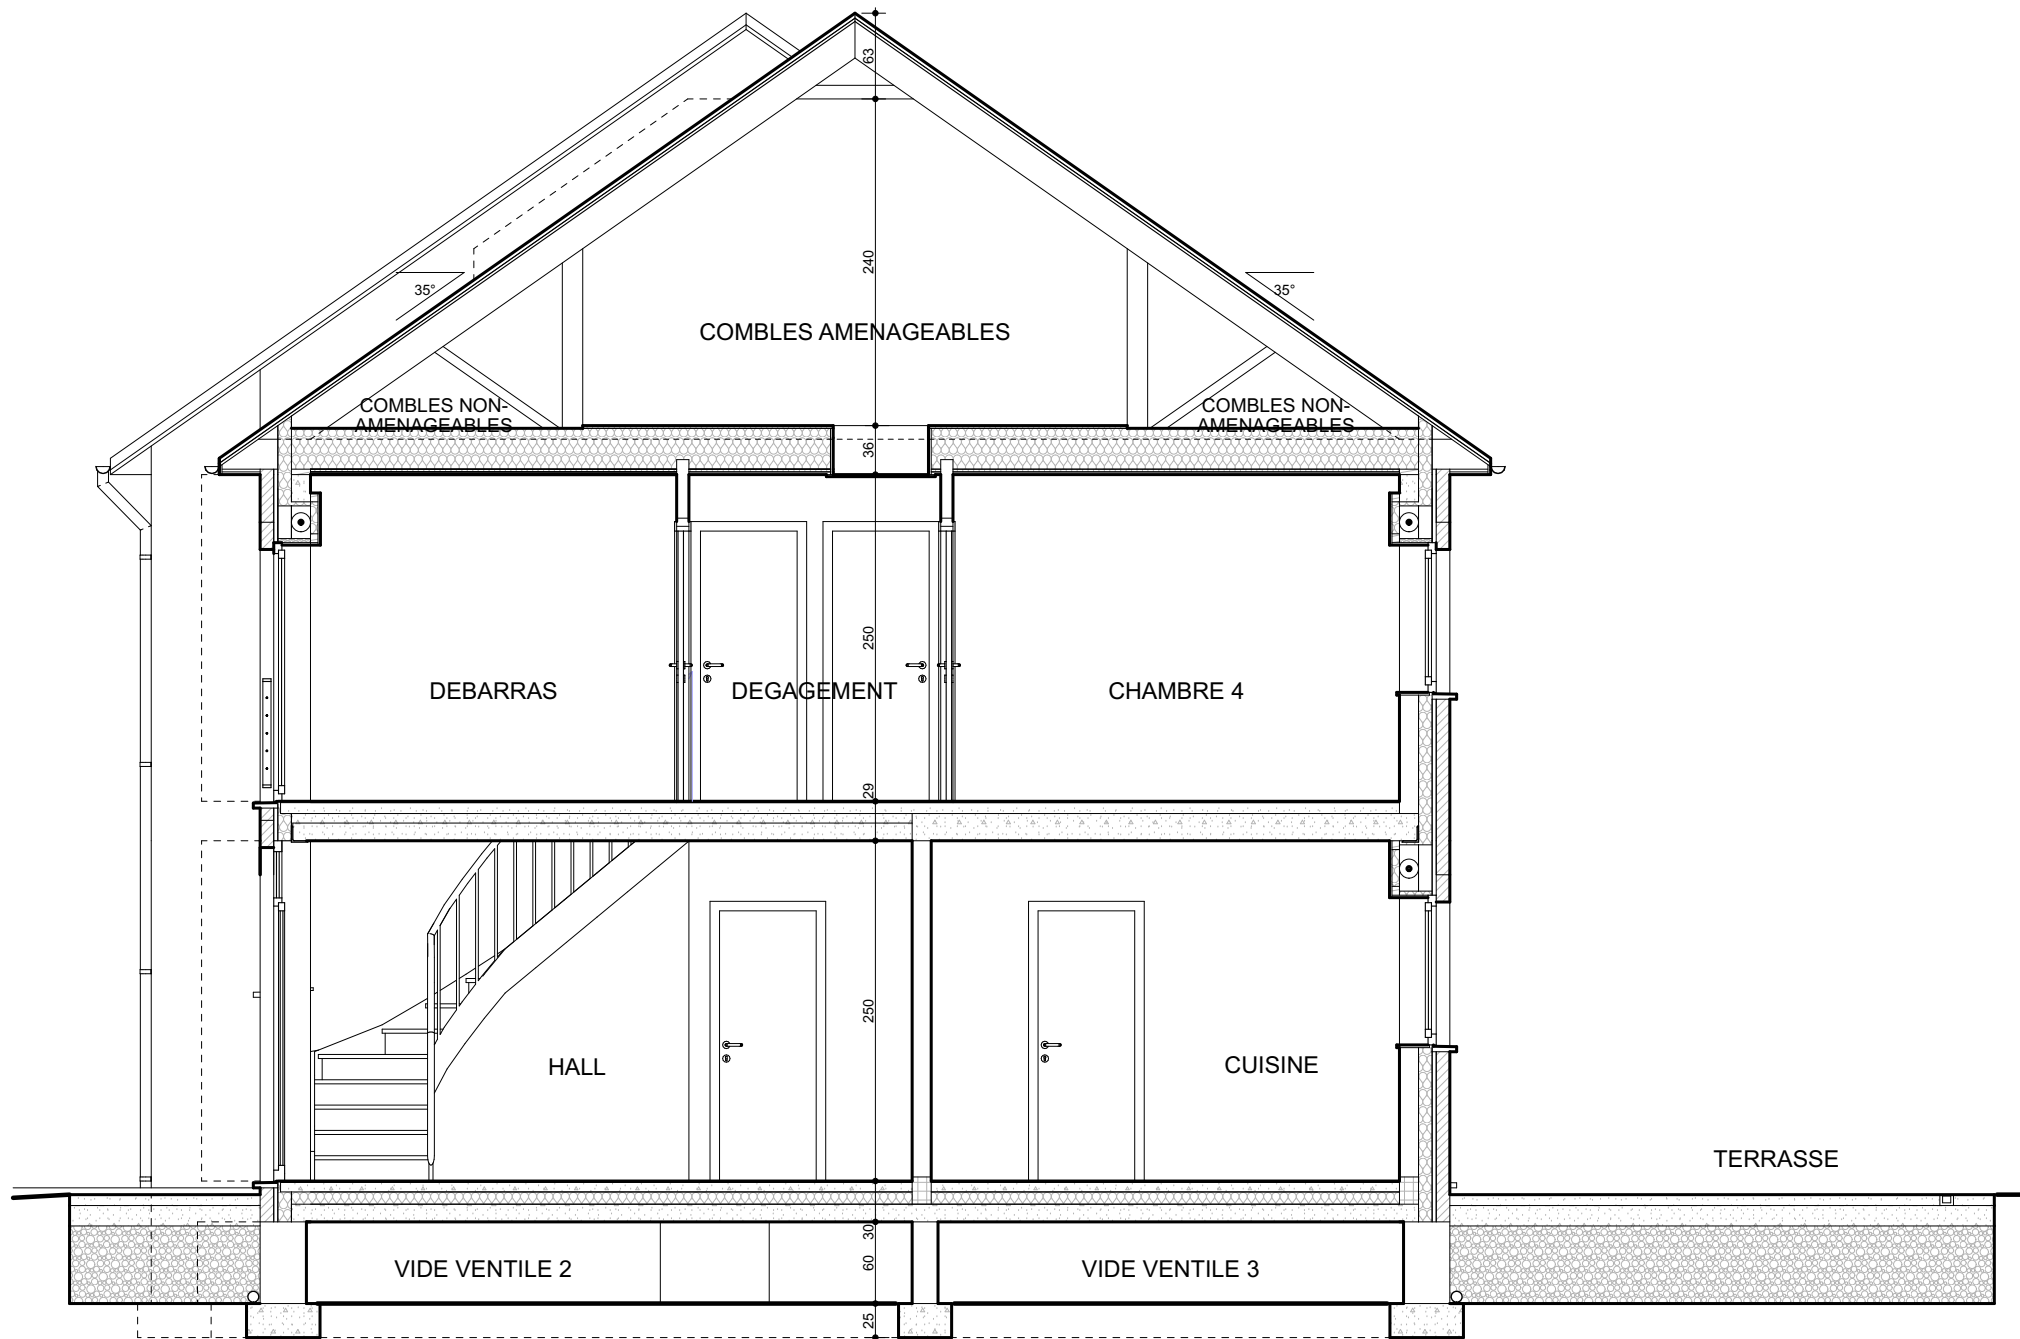 63
240
35°
35°
COMBLES AMENAGEABLES
COMBLES NON-
AMENAGEABLES
COMBLES NON-
AMENAGEABLES
36
250
DEBARRAS
DEGAGEMENT
CHAMBRE 4
29
250
HALL
CUISINE
TERRASSE
30
VIDE VENTILE 2
60
VIDE VENTILE 3
25